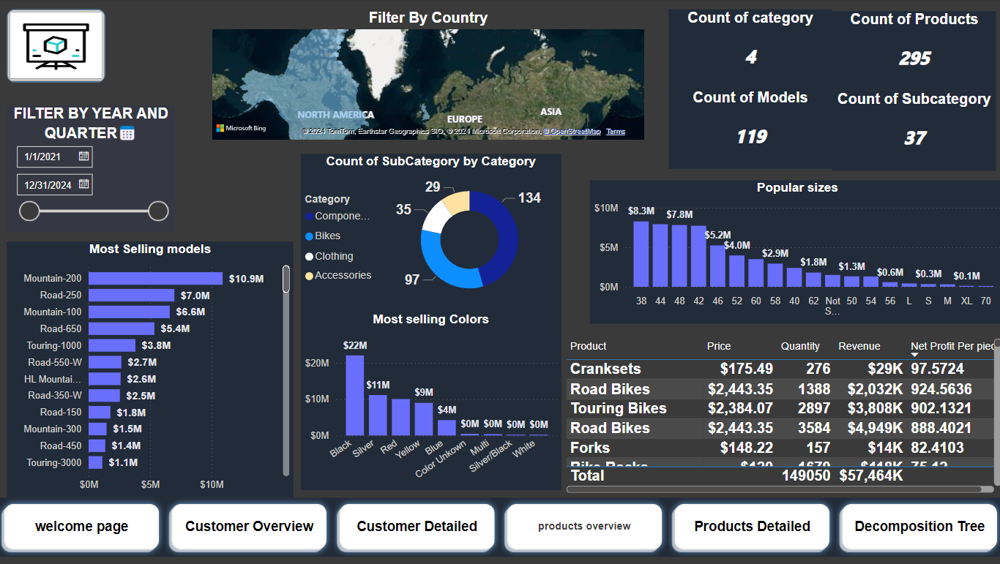 Filter By Country
NORTH AMERICA
EUROPE
ASIA
Microsoft Bing
© 2024 TomTom, Earthstar Geographics SIO, © 2024 Microsoft Corporation, © OpenStreetMap Terms
Count of category
4
Count of Products
295
Count of Models
119
Count of Subcategory
37
FILTER BY YEAR AND
QUARTER
1/1/2021
12/31/2024
Most Selling models
Mountain-200 $10.9M
Road-250 $7.0M
Mountain-100 $6.6M
Road-650 $5.4M
Touring-1000 $3.8M
Road-550-W $2.7M
HL Mountai... $2.6M
Road-350-W $2.5M
Road-150 $1.8M
Mountain-300 $1.5M
Road-450 $1.4M
Touring-3000 $1.1M
$0M $5M $10M
Count of SubCategory by Category
Category
Compone...
Bikes
Clothing
Accessories
29
134
35
97
Most selling Colors
$20M
$10M
$0M
$22M
$11M
$9M
$4M
$0M $0M $0M $0M
Black Silver Red Yellow Blue Color Unkown Multi Silver/Black White
Popular sizes
$10M
$5M
$0M
$8.3M
$7.8M
$5.2M
$4.0M
$2.9M
$1.8M
$1.3M
$0.6M
$0.3M
$0.1M
38 44 48 42 46 52 60 58 40 62 Not S... 50 54 56 L S M XL 70
Product Price Quantity Revenue Net Profit Per piec
Cranksets $175.49 276 $29K 97.5724
Road Bikes $2,443.35 1388 $2,032K 924.5636
Touring Bikes $2,384.07 2897 $3,808K 902.1321
Road Bikes $2,443.35 3584 $4,949K 888.4021
Forks $148.22 157 $14K 82.4103
Bike Racks $120 1679 $118K 75.12
Total 149050 $57,464K
welcome page
Customer Overview
Customer Detailed
products overview
Products Detailed
Decomposition Tree